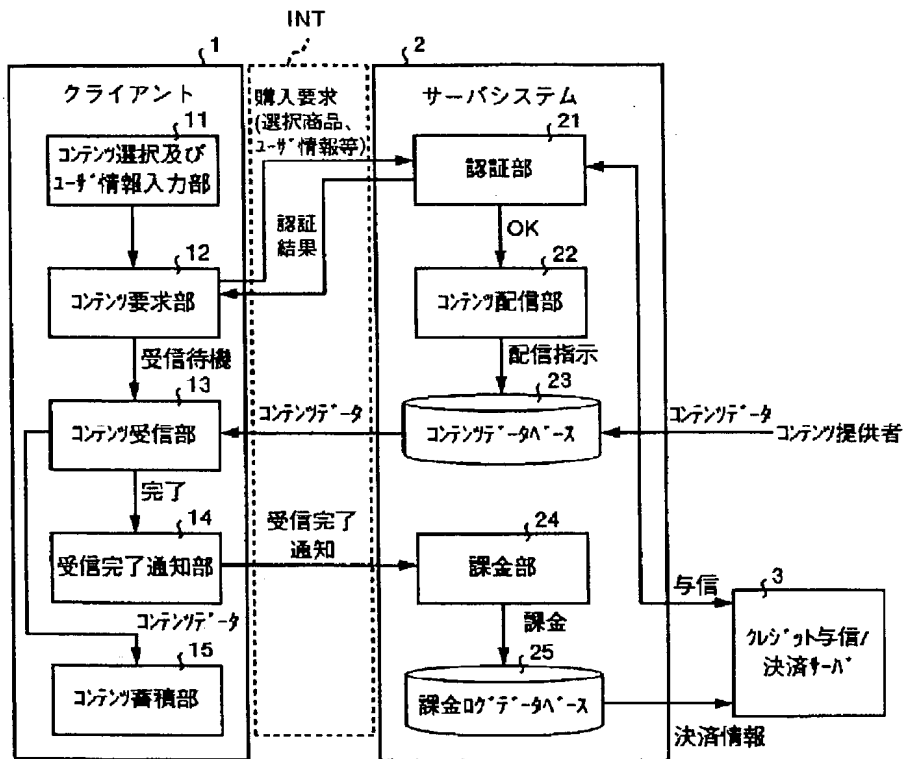 INT
1
2
クライアント
11
コンテンツ選択及び
ユーザ情報入力部
購入要求
(選択商品、
ユーザ情報等)
サーバシステム
21
認証部
認証
結果
OK
12
コンテンツ要求部
22
コンテンツ配信部
受信待機
配信指示
13
コンテンツ受信部
コンテンツデータ
23
コンテンツデータベース
コンテンツデータ
コンテンツ提供者
完了
14
受信完了通知部
受信完了
通知
24
課金部
コンテンツデータ
課金
与信
3
クレジット与信/
決済サーバ
15
コンテンツ蓄積部
25
課金ログデータベース
決済情報